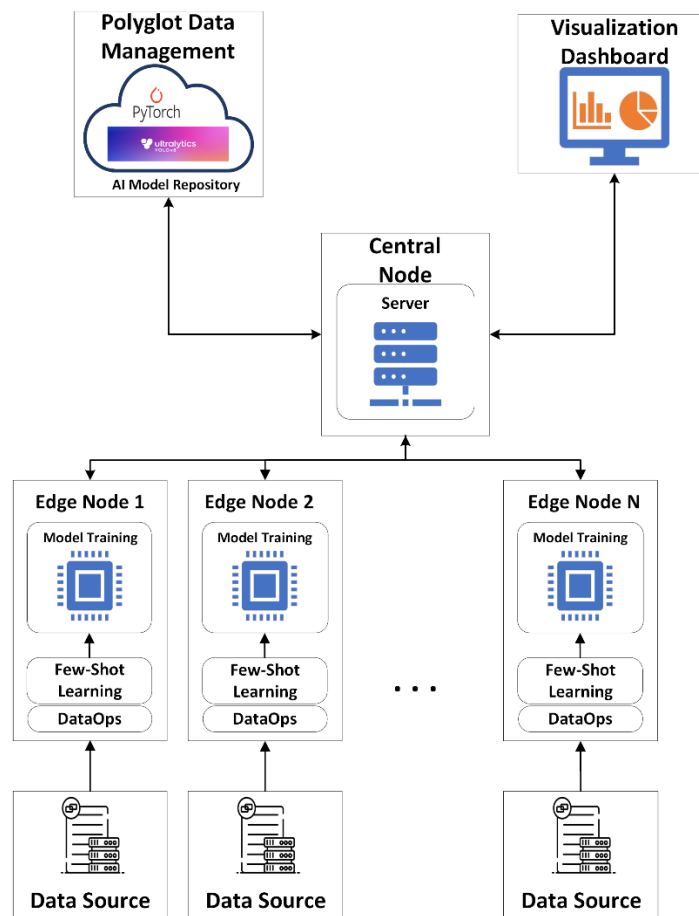 Polyglot Data
Management
PyTorch
ultralytics
YOLOv8
AI Model Repository
Visualization
Dashboard
Central
Node
Server
Edge Node 1
Model Training
Few-Shot
Learning
DataOps
Edge Node 2
Model Training
Few-Shot
Learning
DataOps
. . .
Edge Node N
Model Training
Few-Shot
Learning
DataOps
Data Source
Data Source
Data Source